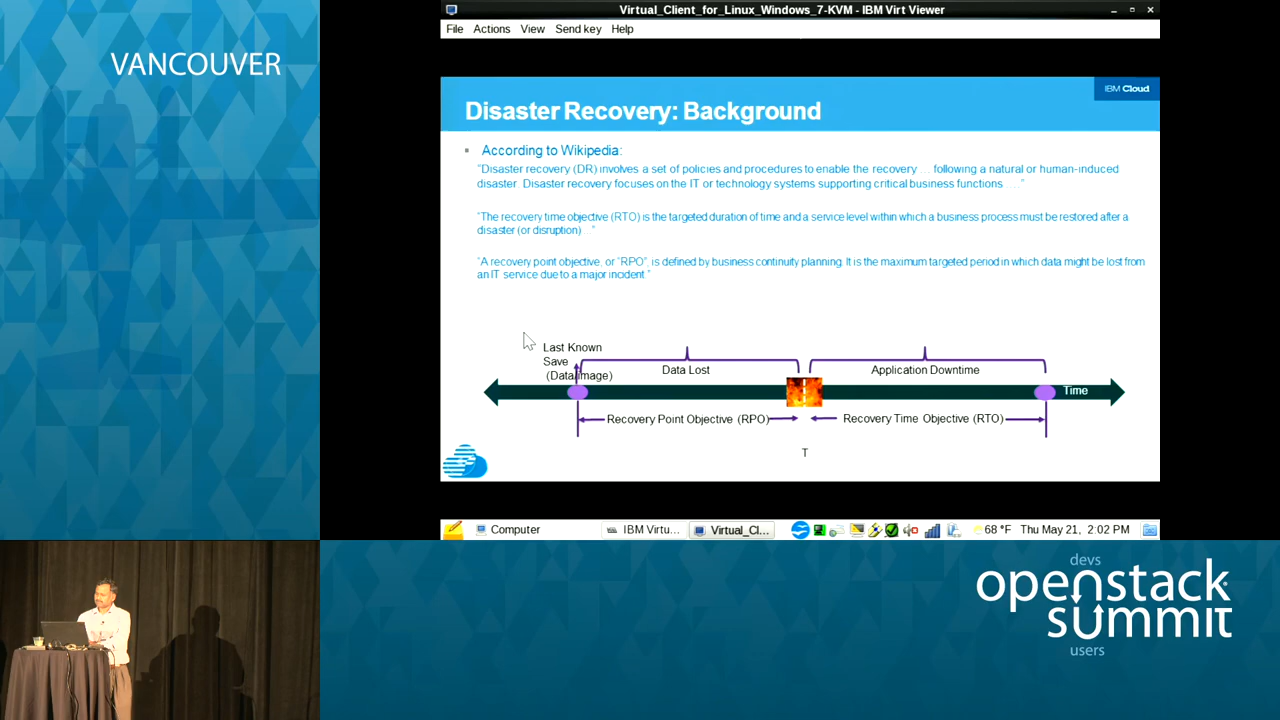 VANCOUVER
Virtual_Client_for_Linux_Windows_7-KVM - IBM Virt Viewer
File Actions View Send key Help
IBM Cloud
Disaster Recovery: Background
According to Wikipedia:
"Disaster recovery (DR) involves a set of policies and procedures to enable the recovery ... following a natural or human-induced
disaster. Disaster recovery focuses on the IT or technology systems supporting critical business functions ....."
"The recovery time objective (RTO) is the targeted duration of time and a service level within which a business process must be restored after a
disaster (or disruption) ..."
"A recovery point objective, or "RPO", is defined by business continuity planning. It is the maximum targeted period in which data might be lost from
an IT service due to a major incident."
Last Known
Save
(Data/image)
Data Lost
Application Downtime
Time
Recovery Point Objective (RPO)
Recovery Time Objective (RTO)
T
Computer
IBM Virtu...
Virtual_Cl...
68 °F
Thu May 21, 2:02 PM
devs
openstack
summit
users